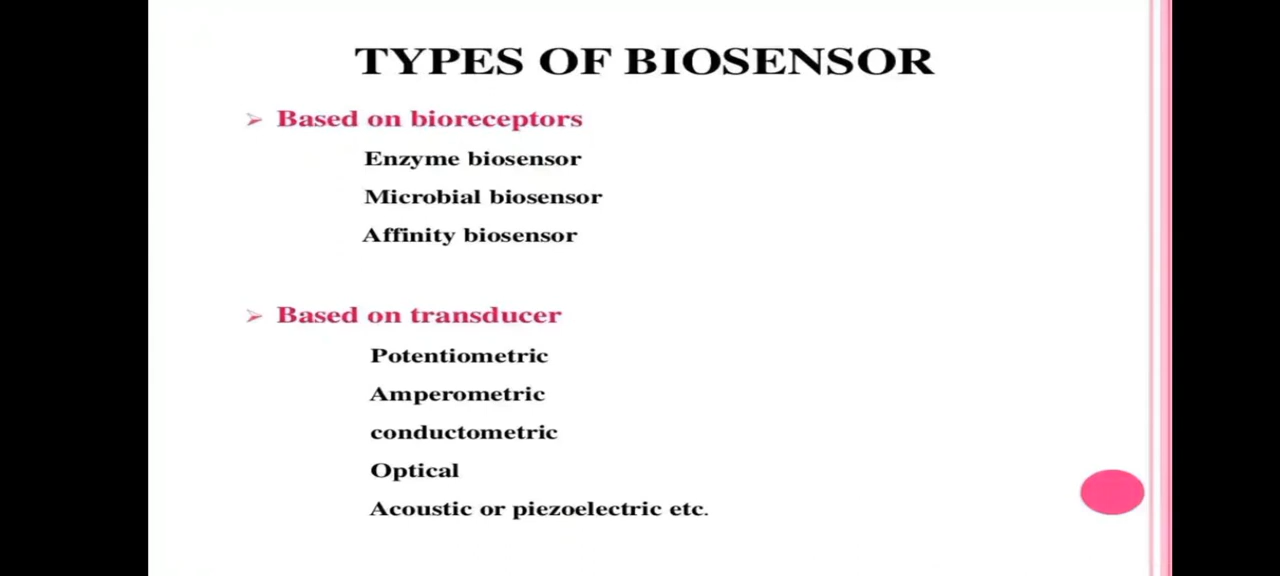 TYPES OF BIOSENSOR
➢ Based on bioreceptors
Enzyme biosensor
Microbial biosensor
Affinity biosensor
➢ Based on transducer
Potentiometric
Amperometric
conductometric
Optical
Acoustic or piezoelectric etc.